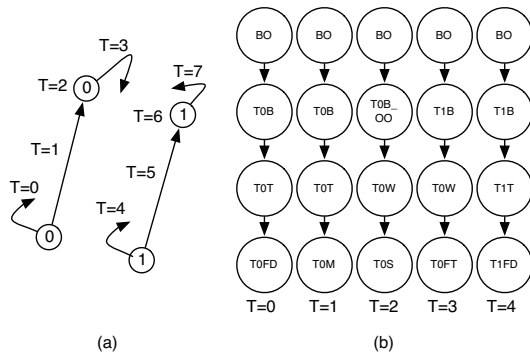 T=3
T=2
0
T=7
T=6
1
T=1
T=5
T=0
T=4
0
1
(a)
BO BO BO BO BO
T0B T0B T0B_ T1B T1B
OO
T0T T0T T0W T0W T1T
T0FD T0M T0S T0FT T1FD
T=0 T=1 T=2 T=3 T=4
(b)